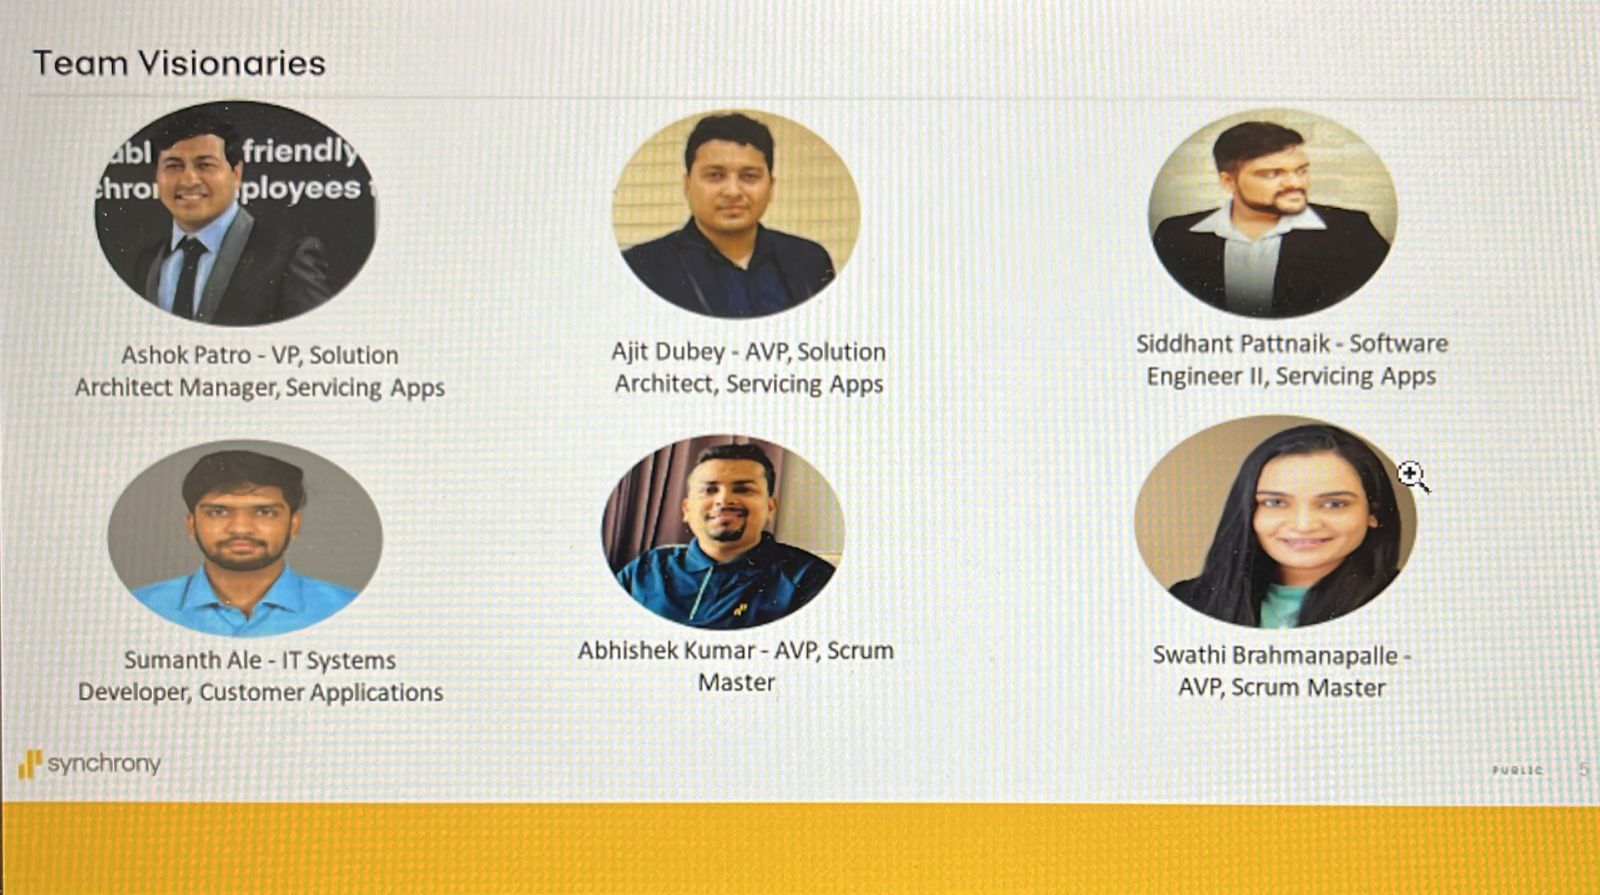 Team Visionaries
friendly
ployees
Ashok Patro - VP, Solution
Architect Manager, Servicing Apps
Ajit Dubey - AVP, Solution
Architect, Servicing Apps
Siddhant Pattnaik - Software
Engineer II, Servicing Apps
Sumanth Ale - IT Systems
Developer, Customer Applications
Abhishek Kumar - AVP, Scrum
Master
Swathi Brahmanapalle -
AVP, Scrum Master
synchrony
PUBLIC
5